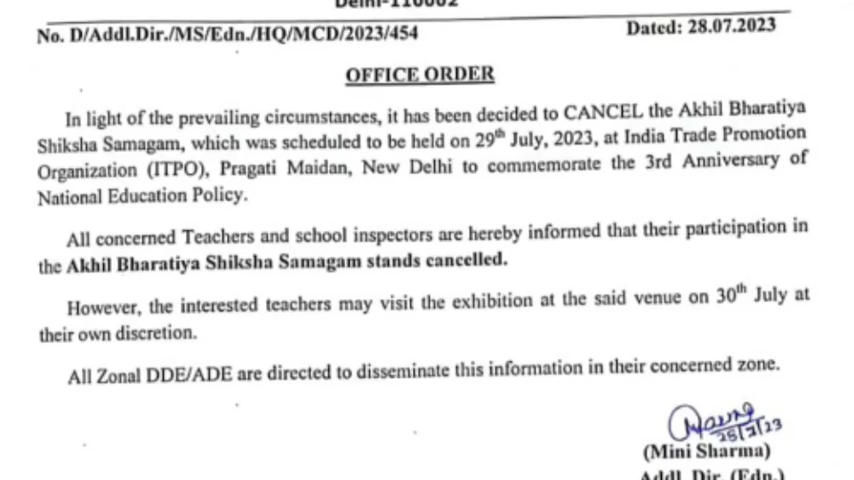 Delhi-110002
No. D/Addl.Dir./MS/Edn./HQ/MCD/2023/454
Dated: 28.07.2023
OFFICE ORDER
In light of the prevailing circumstances, it has been decided to CANCEL the Akhil Bharatiya
Shiksha Samagam, which was scheduled to be held on 29th July, 2023, at India Trade Promotion
Organization (ITPO), Pragati Maidan, New Delhi to commemorate the 3rd Anniversary of
National Education Policy.
All concerned Teachers and school inspectors are hereby informed that their participation in
the Akhil Bharatiya Shiksha Samagam stands cancelled.
However, the interested teachers may visit the exhibition at the said venue on 30th July at
their own discretion.
All Zonal DDE/ADE are directed to disseminate this information in their concerned zone.
(Mini Sharma)
Addl. Dir. (Edn.)